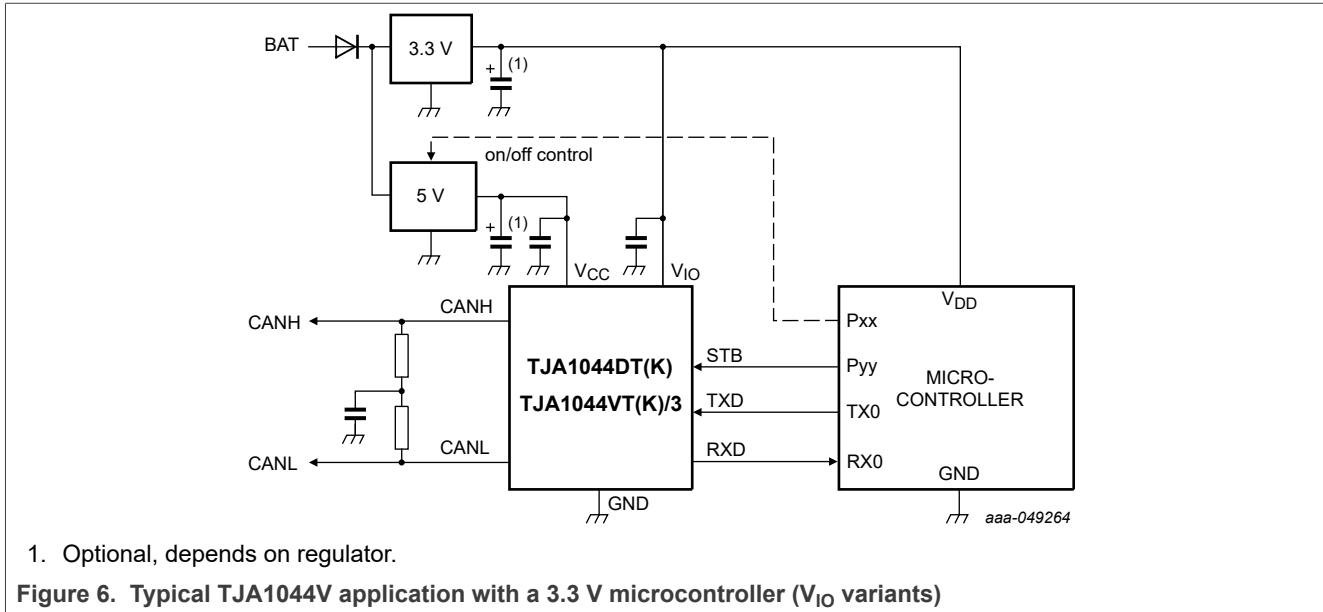 BAT
3.3 V
+ (1)
on/off control
5 V
+ (1)
VCC
VIO
VDD
CANH
CANH
Pxx
TJA1044DT(K)
TJA1044VT(K)/3
STB
Pyy
MICRO-
CONTROLLER
TXD
TX0
CANL
CANL
RXD
RX0
GND
GND
aaa-049264
1. Optional, depends on regulator.
Figure 6. Typical TJA1044V application with a 3.3 V microcontroller (VIO variants)